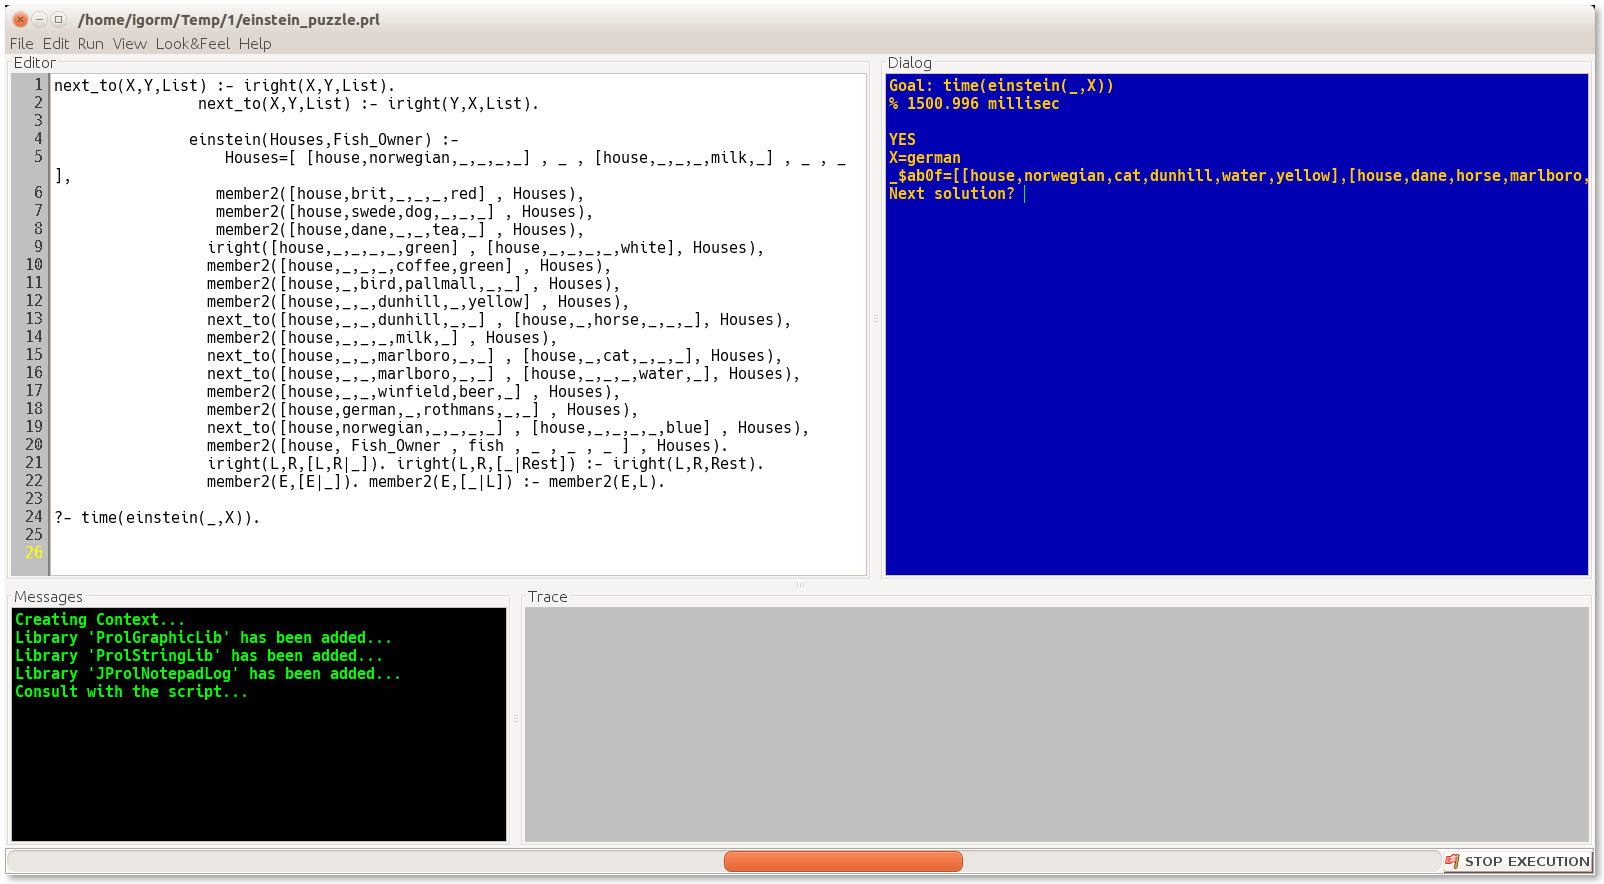 /home/igorm/Temp/1/einstein_puzzle.prl
File Edit Run View Look&Feel Help
Editor
1 next_to(X,Y,List) :- iright(X,Y,List).
2 next_to(X,Y,List) :- iright(Y,X,List).
3
4 einstein(Houses,Fish_Owner) :-
5 Houses=[ [house,norwegian,_,_,_,_] , _ , [house,_,_,_,milk,_] , _ , _
],
6 member2([house,brit,_,_,_,red] , Houses),
7 member2([house,swede,dog,_,_,_] , Houses),
8 member2([house,dane,_,_,tea,_] , Houses),
9 iright([house,_,_,_,_,green] , [house,_,_,_,_,white], Houses),
10 member2([house,_,_,_,coffee,green] , Houses),
11 member2([house,_,bird,pallmall,_,_] , Houses),
12 member2([house,_,_,dunhill,_,yellow] , Houses),
13 next_to([house,_,_,dunhill,_,_] , [house,_,horse,_,_,_], Houses),
14 member2([house,_,_,_,milk,_] , Houses),
15 next_to([house,_,_,marlboro,_,_] , [house,_,cat,_,_,_], Houses),
16 next_to([house,_,_,marlboro,_,_] , [house,_,_,_,water,_], Houses),
17 member2([house,_,_,winfield,beer,_] , Houses),
18 member2([house,german,_,rothmans,_,_] , Houses),
19 next_to([house,norwegian,_,_,_,_] , [house,_,_,_,_,blue] , Houses),
20 member2([house, Fish_Owner , fish , _ , _ , _ ] , Houses).
21 iright(L,R,[L,R|_]). iright(L,R,[_|Rest]) :- iright(L,R,Rest).
22 member2(E,[E|_]). member2(E,[_|L]) :- member2(E,L).
23
24 ?- time(einstein(_,X)).
25
26
Dialog
Goal: time(einstein(_,X))
% 1500.996 millisec
YES
X=german
_$ab0f=[[house,norwegian,cat,dunhill,water,yellow],[house,dane,horse,marlboro,
Next solution?
Messages
Creating Context...
Library 'ProlGraphicLib' has been added...
Library 'ProlStringLib' has been added...
Library 'JProlNotepadLog' has been added...
Consult with the script...
Trace
STOP EXECUTION